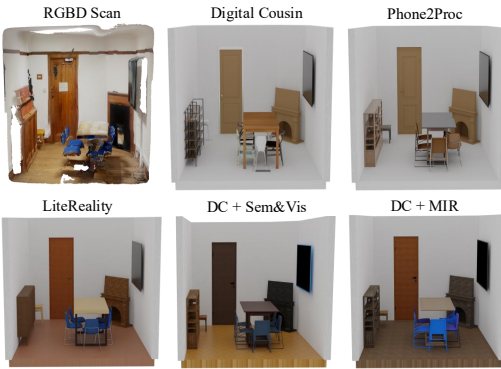 RGBD Scan
Digital Cousin
Phone2Proc
LiteReality
DC + Sem&Vis
DC + MIR